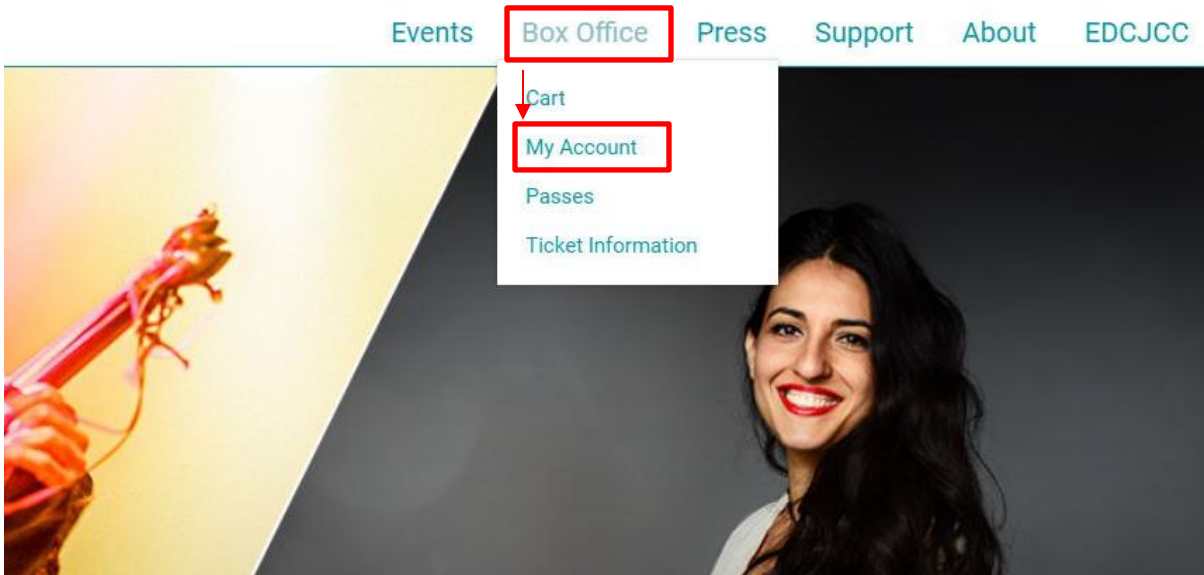 Events Box Office Press Support About EDCJCC
Cart
My Account
Passes
Ticket Information